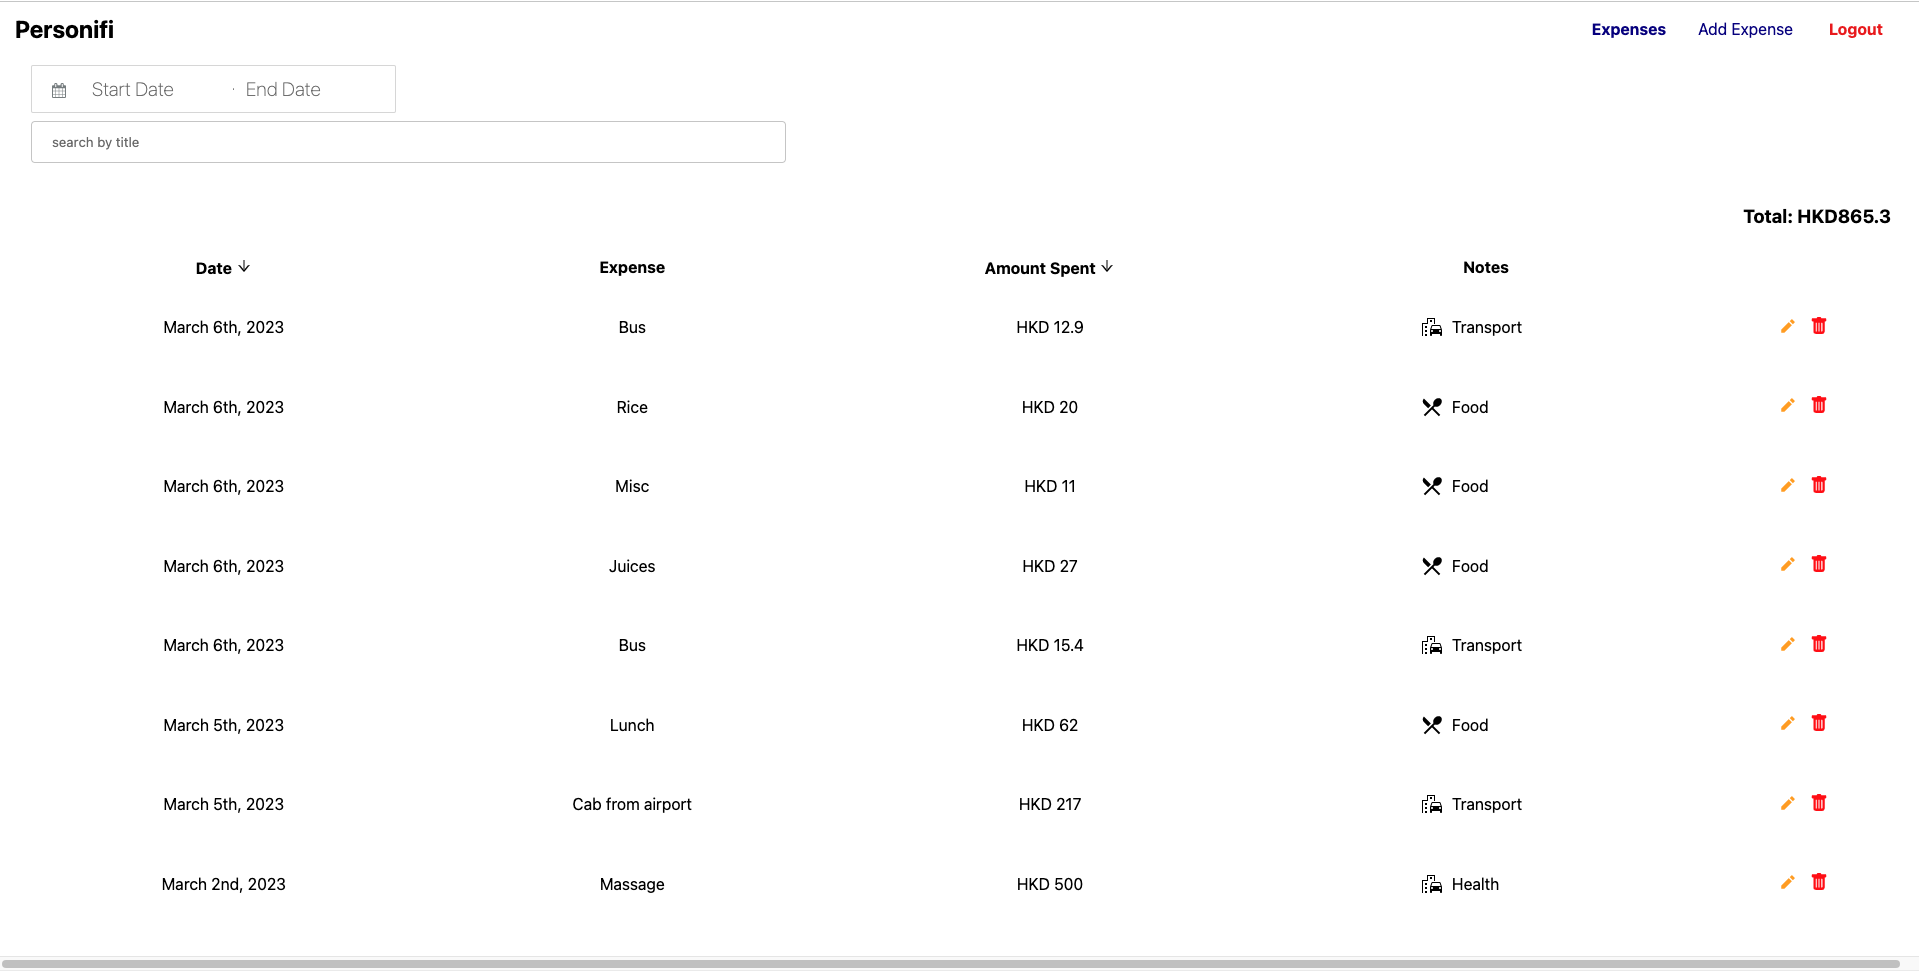 Personifi Expenses Add Expense Logout
Start Date · End Date
search by title
Total: HKD865.3
Date Expense Amount Spent Notes
March 6th, 2023 Bus HKD 12.9 Transport
March 6th, 2023 Rice HKD 20 Food
March 6th, 2023 Misc HKD 11 Food
March 6th, 2023 Juices HKD 27 Food
March 6th, 2023 Bus HKD 15.4 Transport
March 5th, 2023 Lunch HKD 62 Food
March 5th, 2023 Cab from airport HKD 217 Transport
March 2nd, 2023 Massage HKD 500 Health